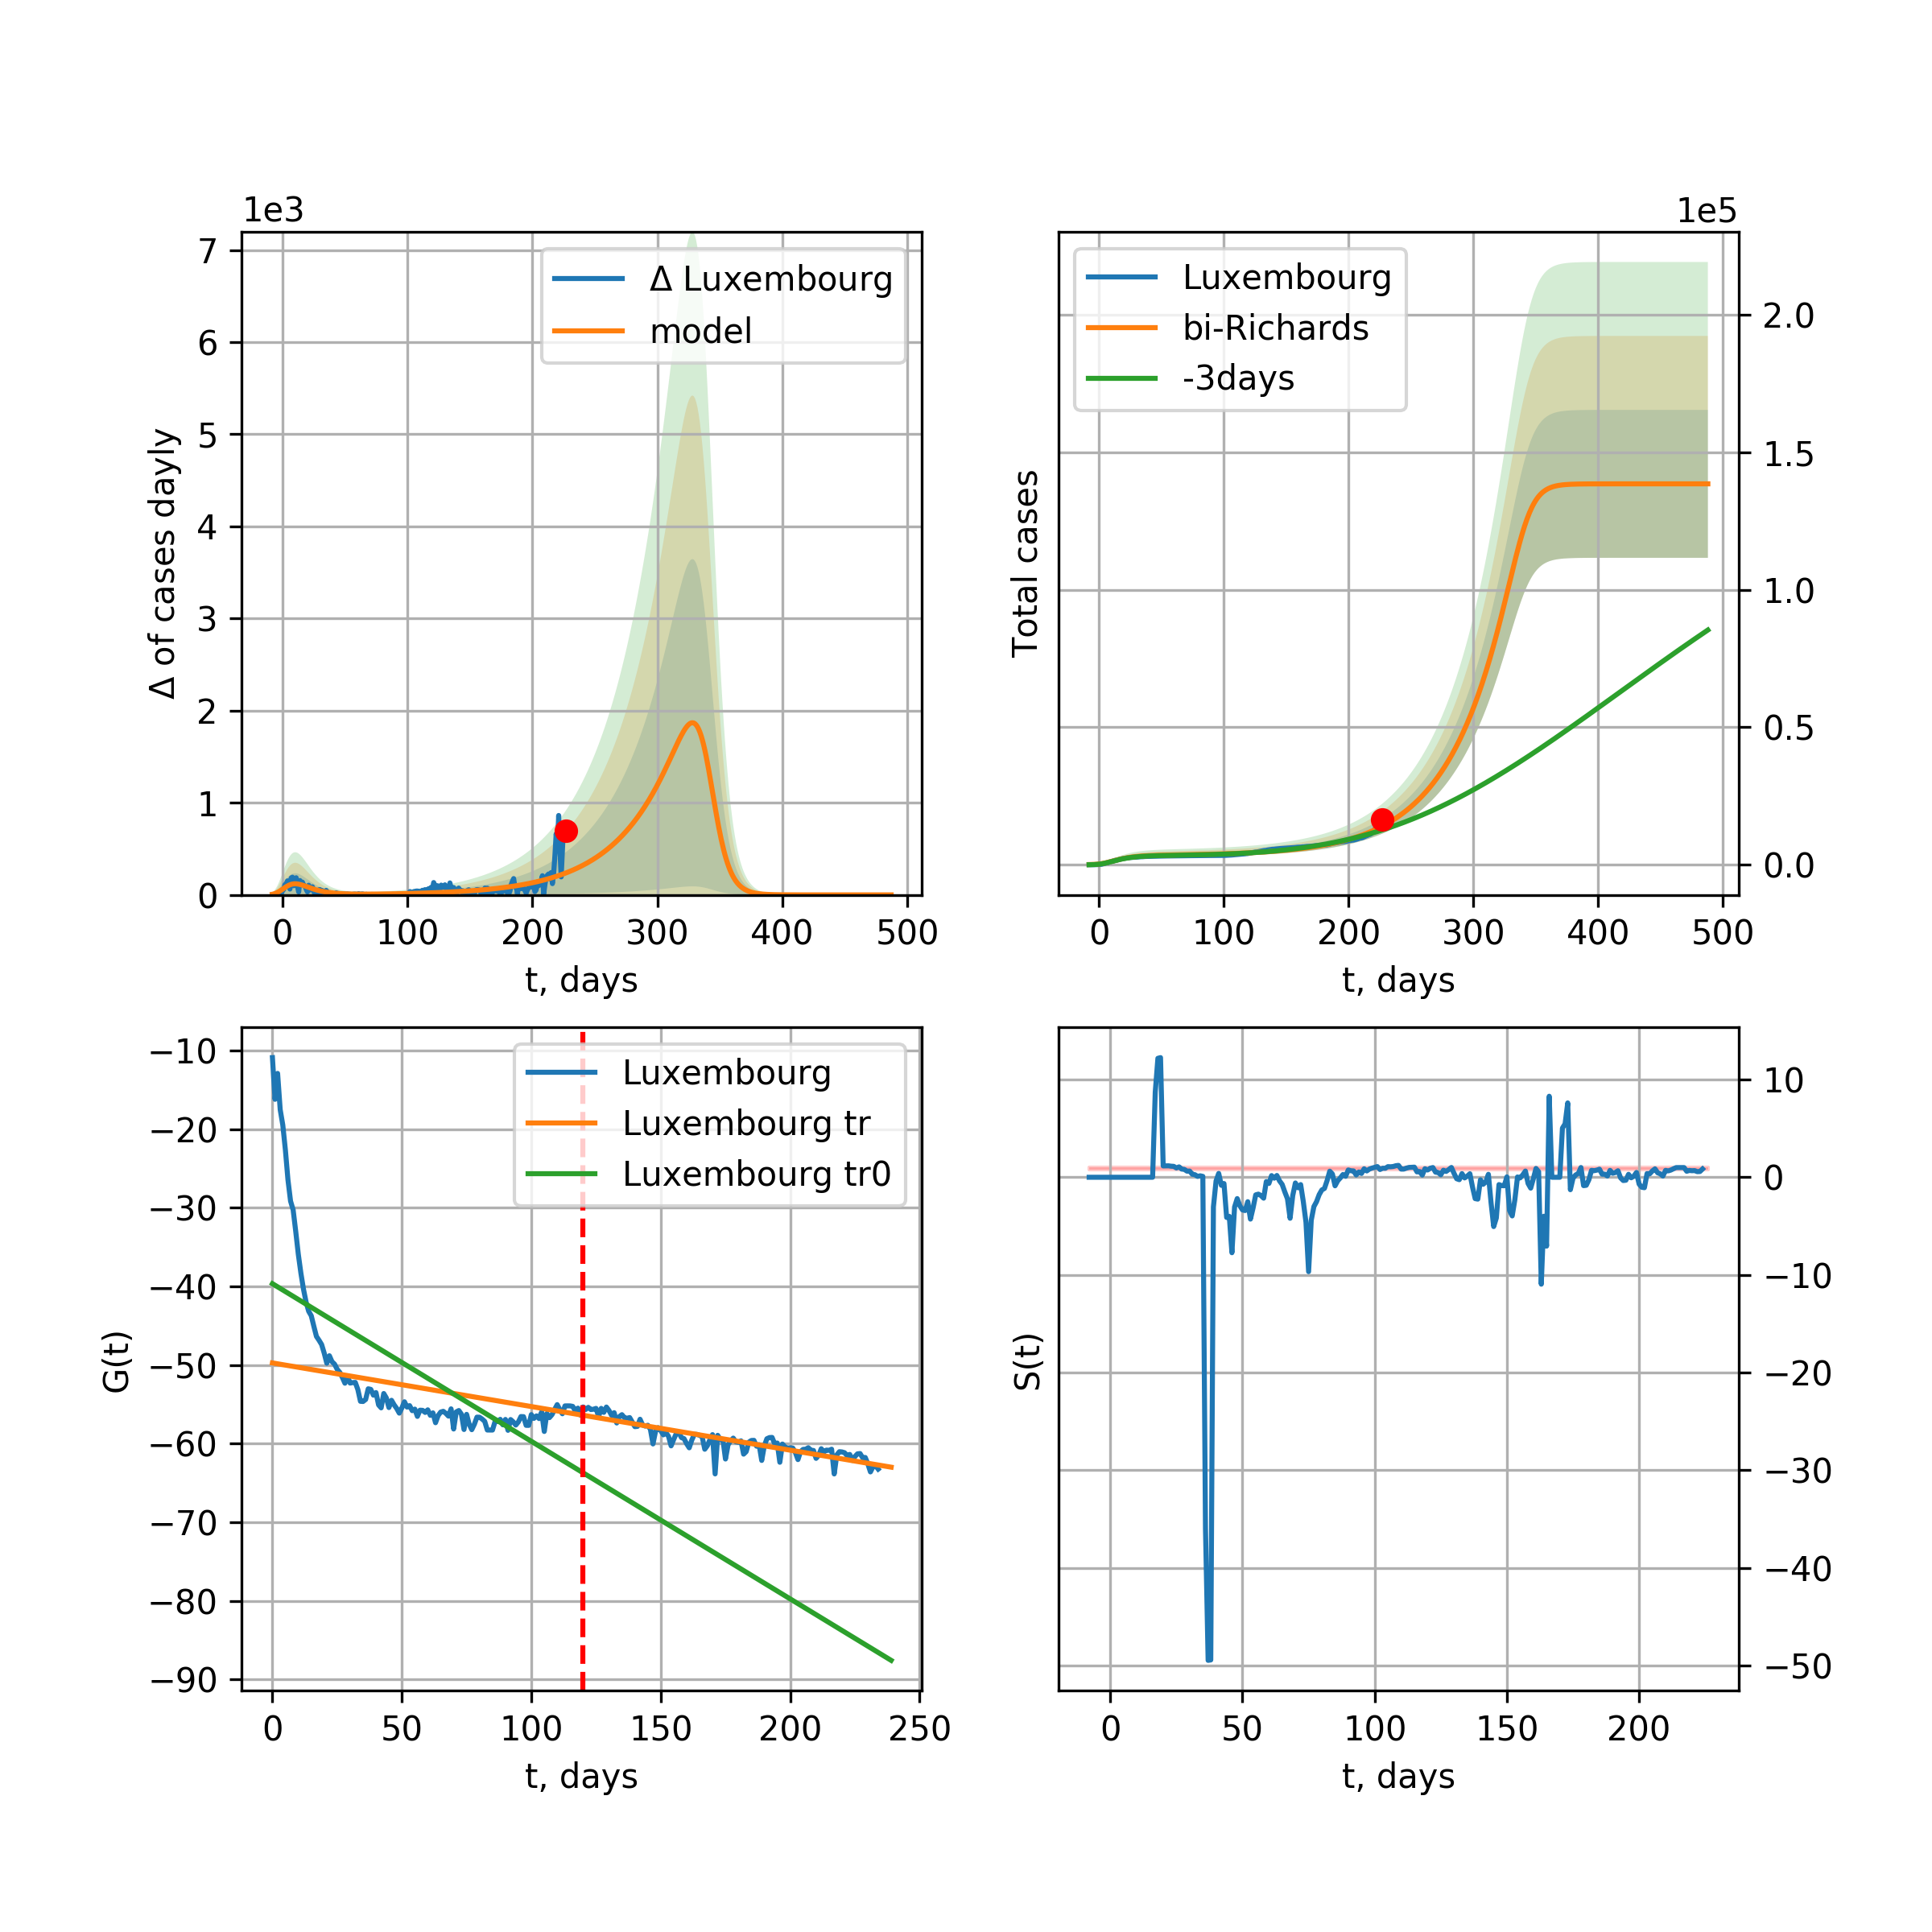 1e3
7
6
5
4
3
2
1
0
Δ of cases dayly
Δ Luxembourg
model
0 100 200 300 400 500
t, days
1e5
Total cases
Luxembourg
bi-Richards
-3days
2.0
1.5
1.0
0.5
0.0
0 100 200 300 400 500
t, days
−10
−20
−30
−40
−50
−60
−70
−80
−90
G(t)
Luxembourg
Luxembourg tr
Luxembourg tr0
0 50 100 150 200 250
t, days
S(t)
10
0
−10
−20
−30
−40
−50
0 50 100 150 200
t, days